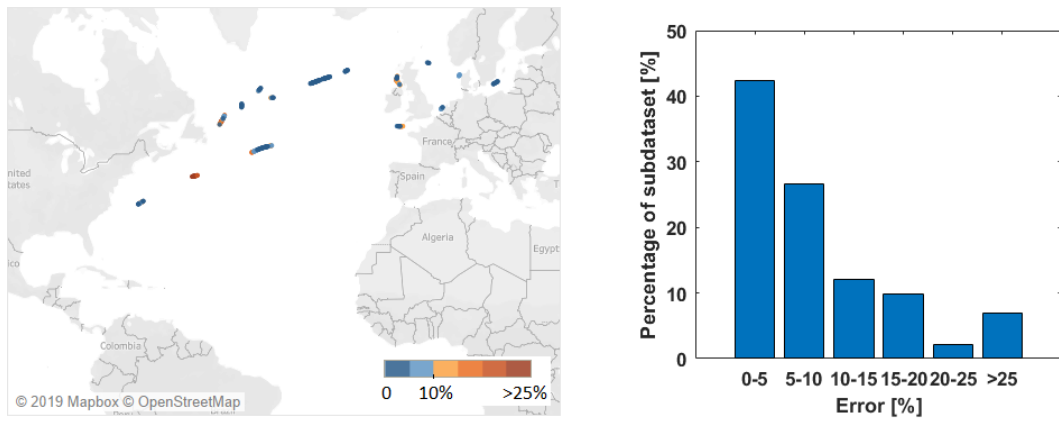 United
States
ico
Colombia
France
Spain
Algeria
Egypt
0 10% >25%
© 2019 Mapbox © OpenStreetMap
Percentage of subdataset [%]
50
40
30
20
10
0
0-5 5-10 10-15 15-20 20-25 >25
Error [%]